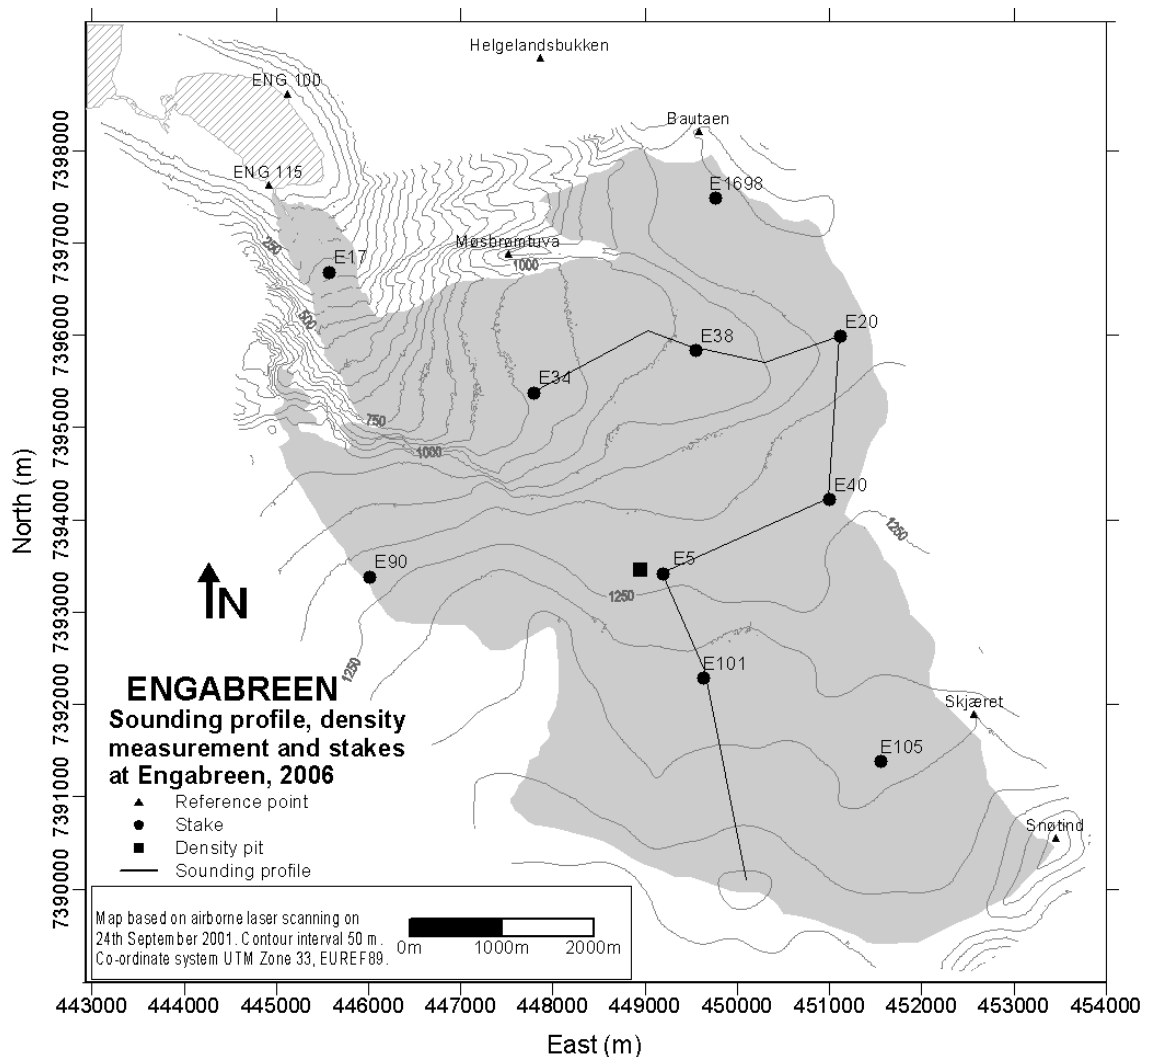 Helgelandsbukken
ENG 100
Bautaen
ENG 115
E1698
250
Møsbrømtuva
E17
1000
500
E20
E38
E34
750
1000
E40
1250
E90
E5
1250
1250
E101
Skjæret
E105
Snøtind
N
ENGABREEN
Sounding profile, density
measurement and stakes
at Engabreen, 2006
Reference point
Stake
Density pit
Sounding profile
Map based on airborne laser scanning on
24th September 2001. Contour interval 50 m.
Co-ordinate system UTM Zone 33, EUREF89.
0m 1000m 2000m
North (m)
7398000
7397000
7396000
7395000
7394000
7393000
7392000
7391000
7390000
443000 444000 445000 446000 447000 448000 449000 450000 451000 452000 453000 454000
East (m)